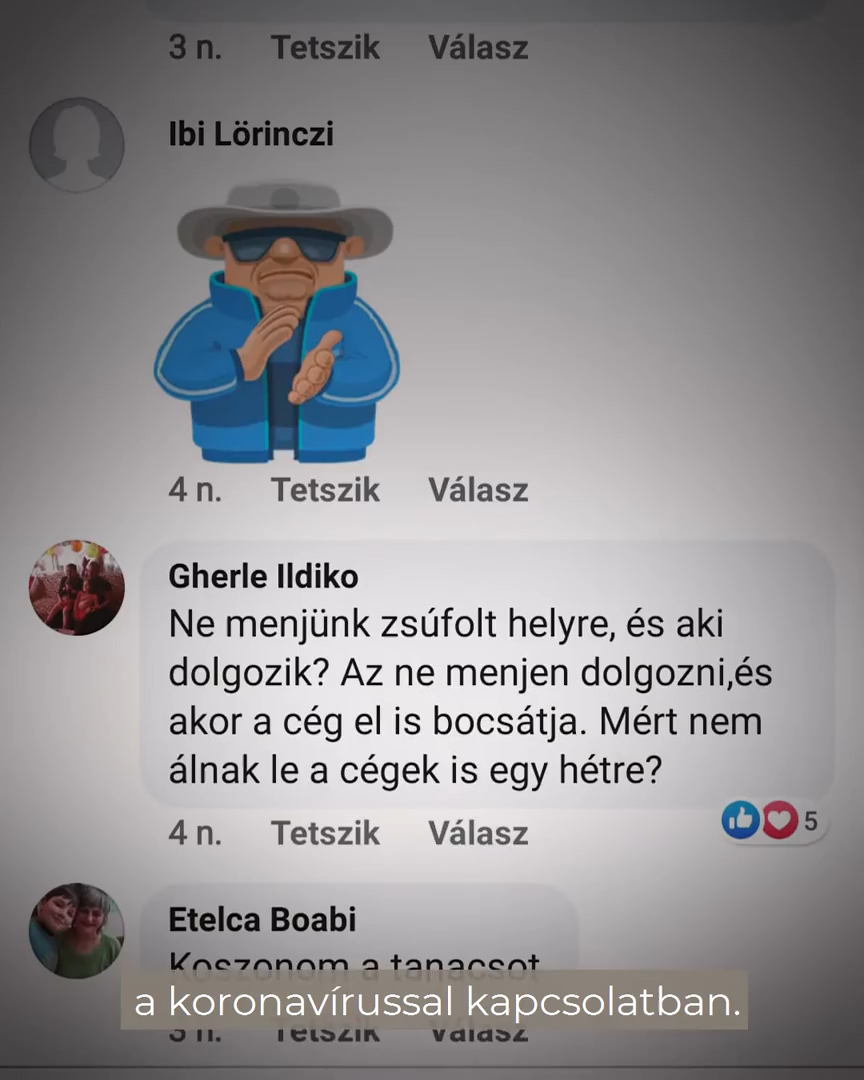 3 n. Tetszik Válasz
Ibi Lörinczi
4 n. Tetszik Válasz
Gherle Ildiko
Ne menjünk zsúfolt helyre, és aki
dolgozik? Az ne menjen dolgozni,és
akor a cég el is bocsátja. Mért nem
álnak le a cégek is egy hétre?
4 n. Tetszik Válasz 5
Etelca Boabi
Koszonom a tanacsot
a koronavírussal kapcsolatban.
3 n. Tetszik Válasz